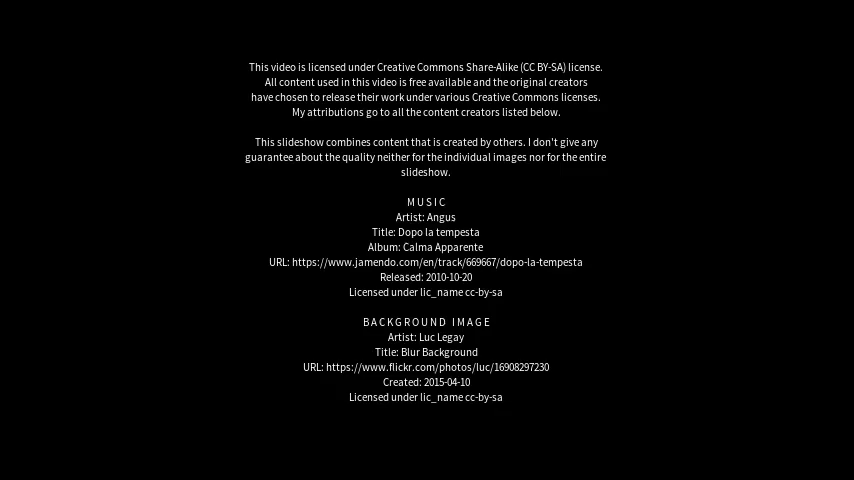 This video is licensed under Creative Commons Share-Alike (CC BY-SA) license.
All content used in this video is free available and the original creators
have chosen to release their work under various Creative Commons licenses.
My attributions go to all the content creators listed below.
This slideshow combines content that is created by others. I don't give any
guarantee about the quality neither for the individual images nor for the entire
slideshow.
MUSIC
Artist: Angus
Title: Dopo la tempesta
Album: Calma Apparente
URL: https://www.jamendo.com/en/track/669667/dopo-la-tempesta
Released: 2010-10-20
Licensed under lic_name cc-by-sa
BACKGROUND IMAGE
Artist: Luc Legay
Title: Blur Background
URL: https://www.flickr.com/photos/luc/16908297230
Created: 2015-04-10
Licensed under lic_name cc-by-sa